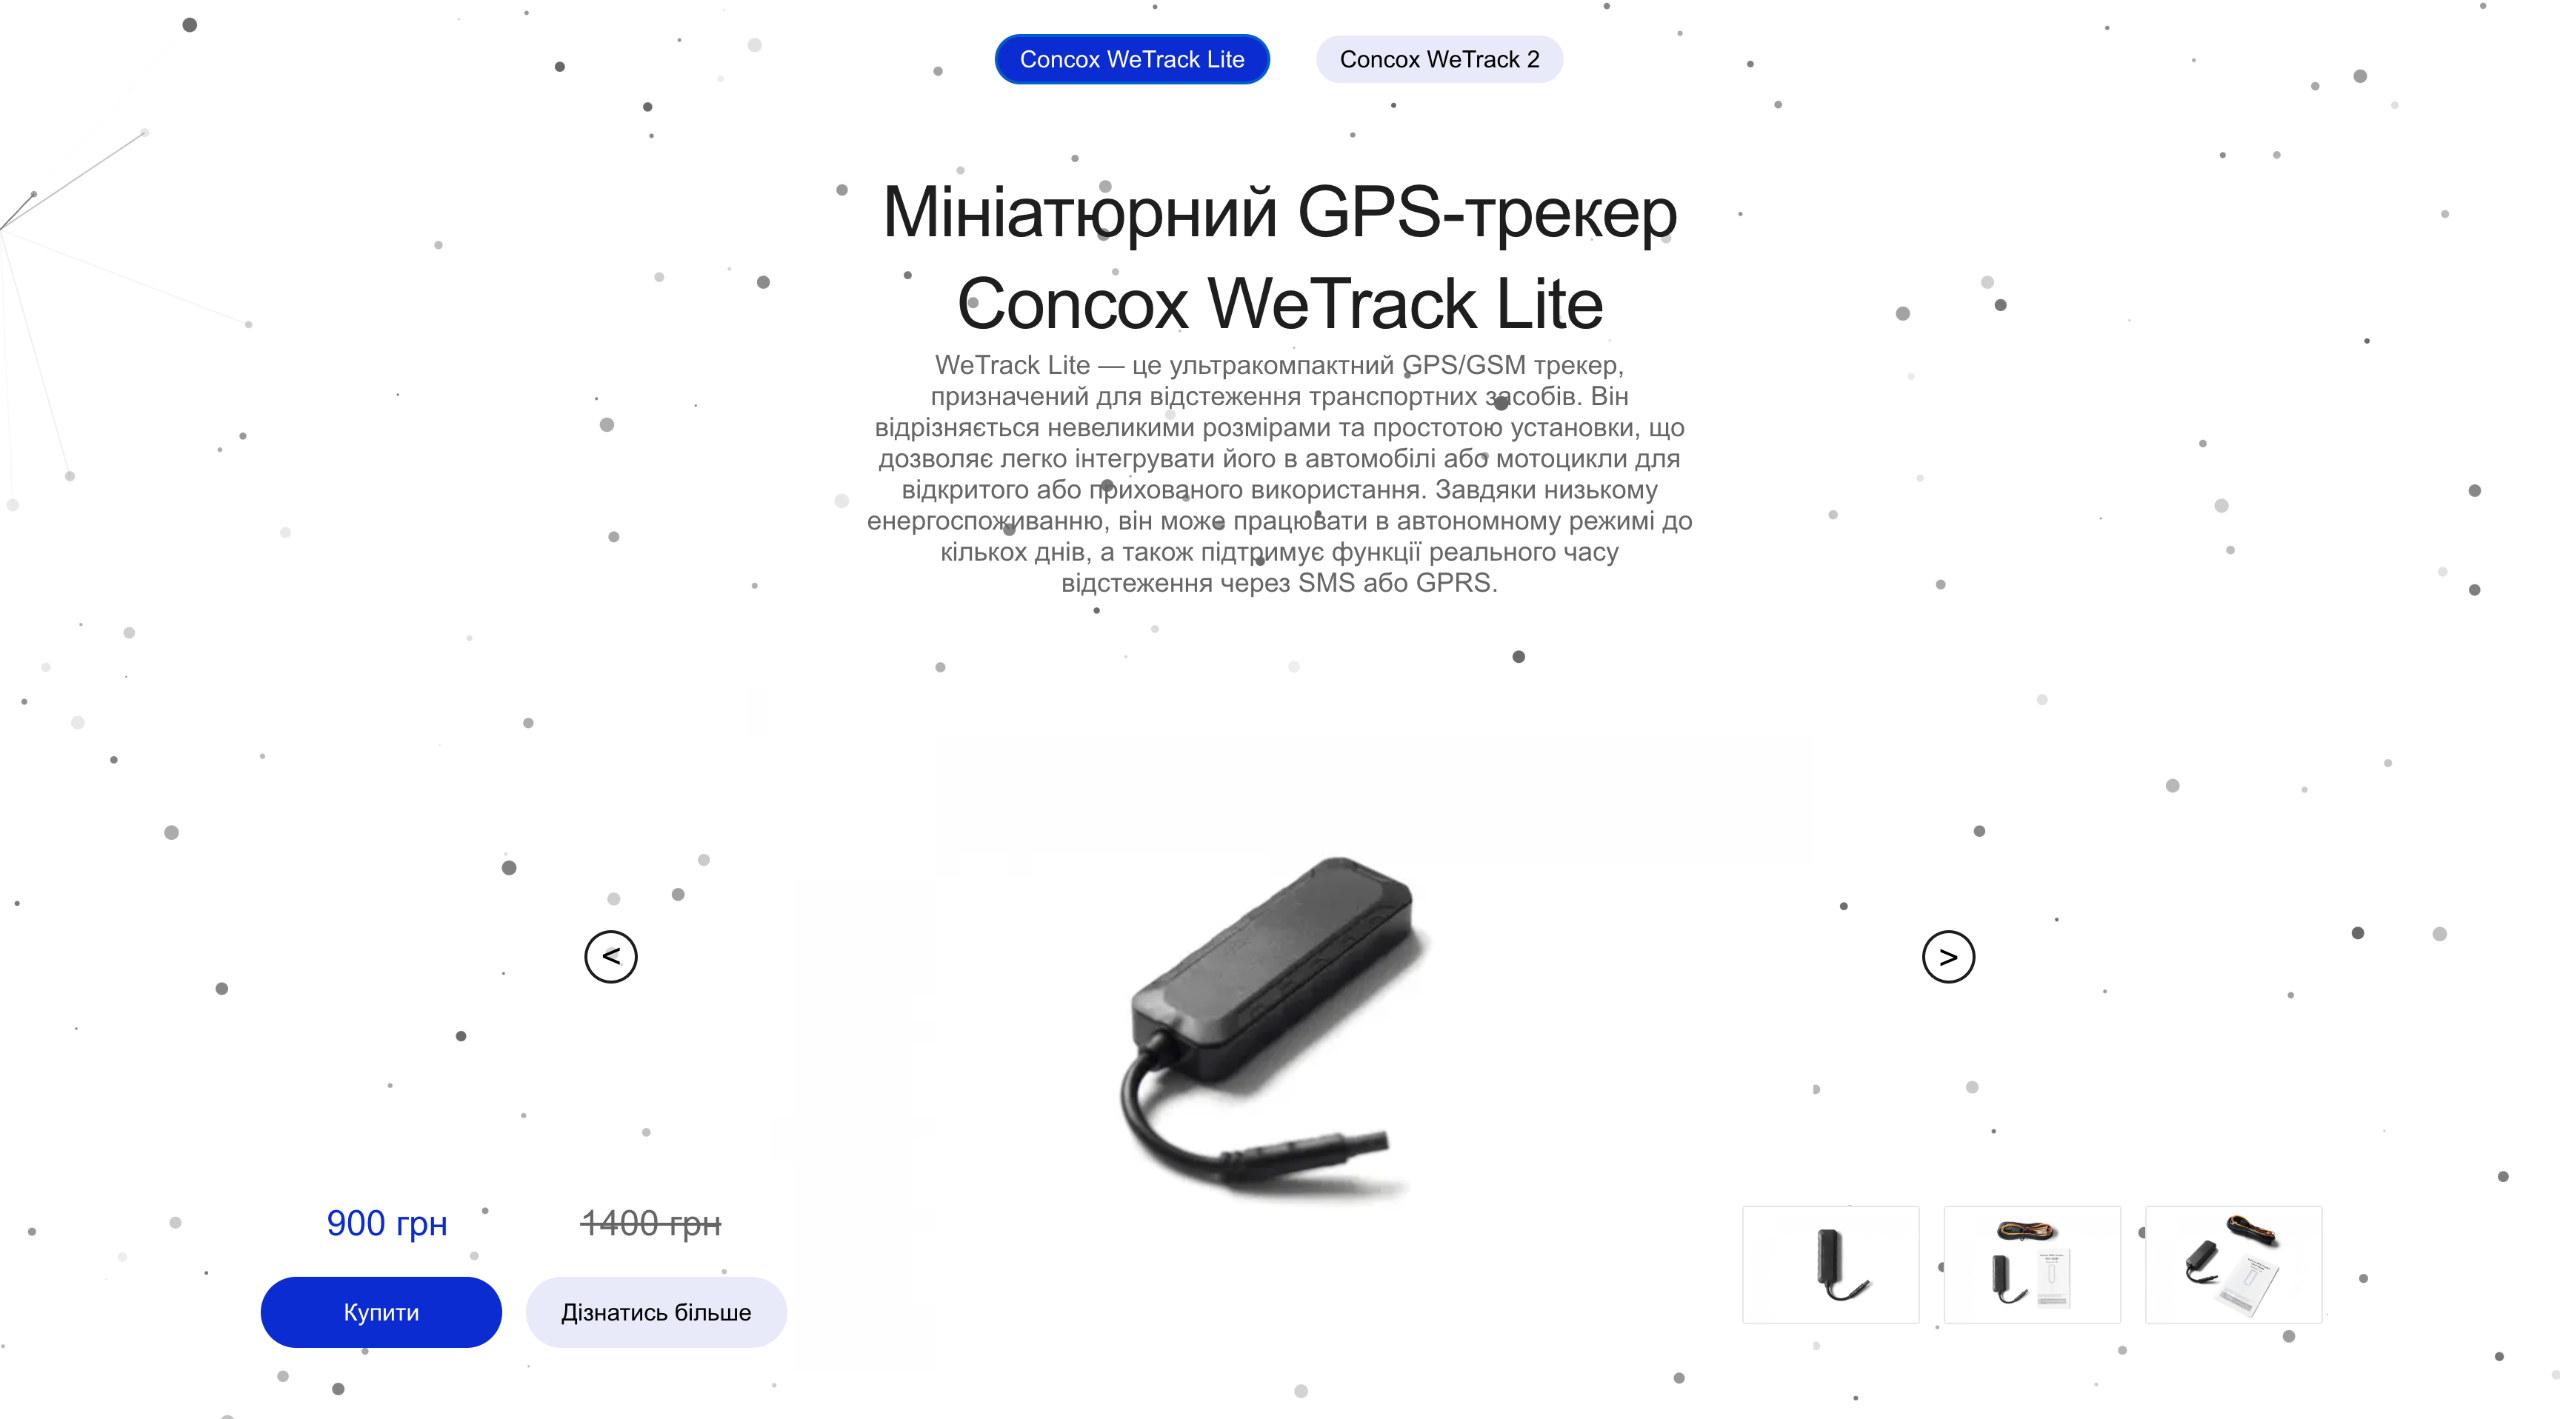 Concox WeTrack Lite
Concox WeTrack 2
Мініатюрний GPS-трекер
Concox WeTrack Lite
WeTrack Lite — це ультракомпактний GPS/GSM трекер,
призначений для відстеження транспортних засобів. Він
відрізняється невеликими розмірами та простотою установки, що
дозволяє легко інтегрувати його в автомобілі або мотоцикли для
відкритого або прихованого використання. Завдяки низькому
енергоспоживанню, він може працювати в автономному режимі до
кількох днів, а також підтримує функції реального часу
відстеження через SMS або GPRS.
<
>
900 грн
1400 грн
Купити
Дізнатись більше